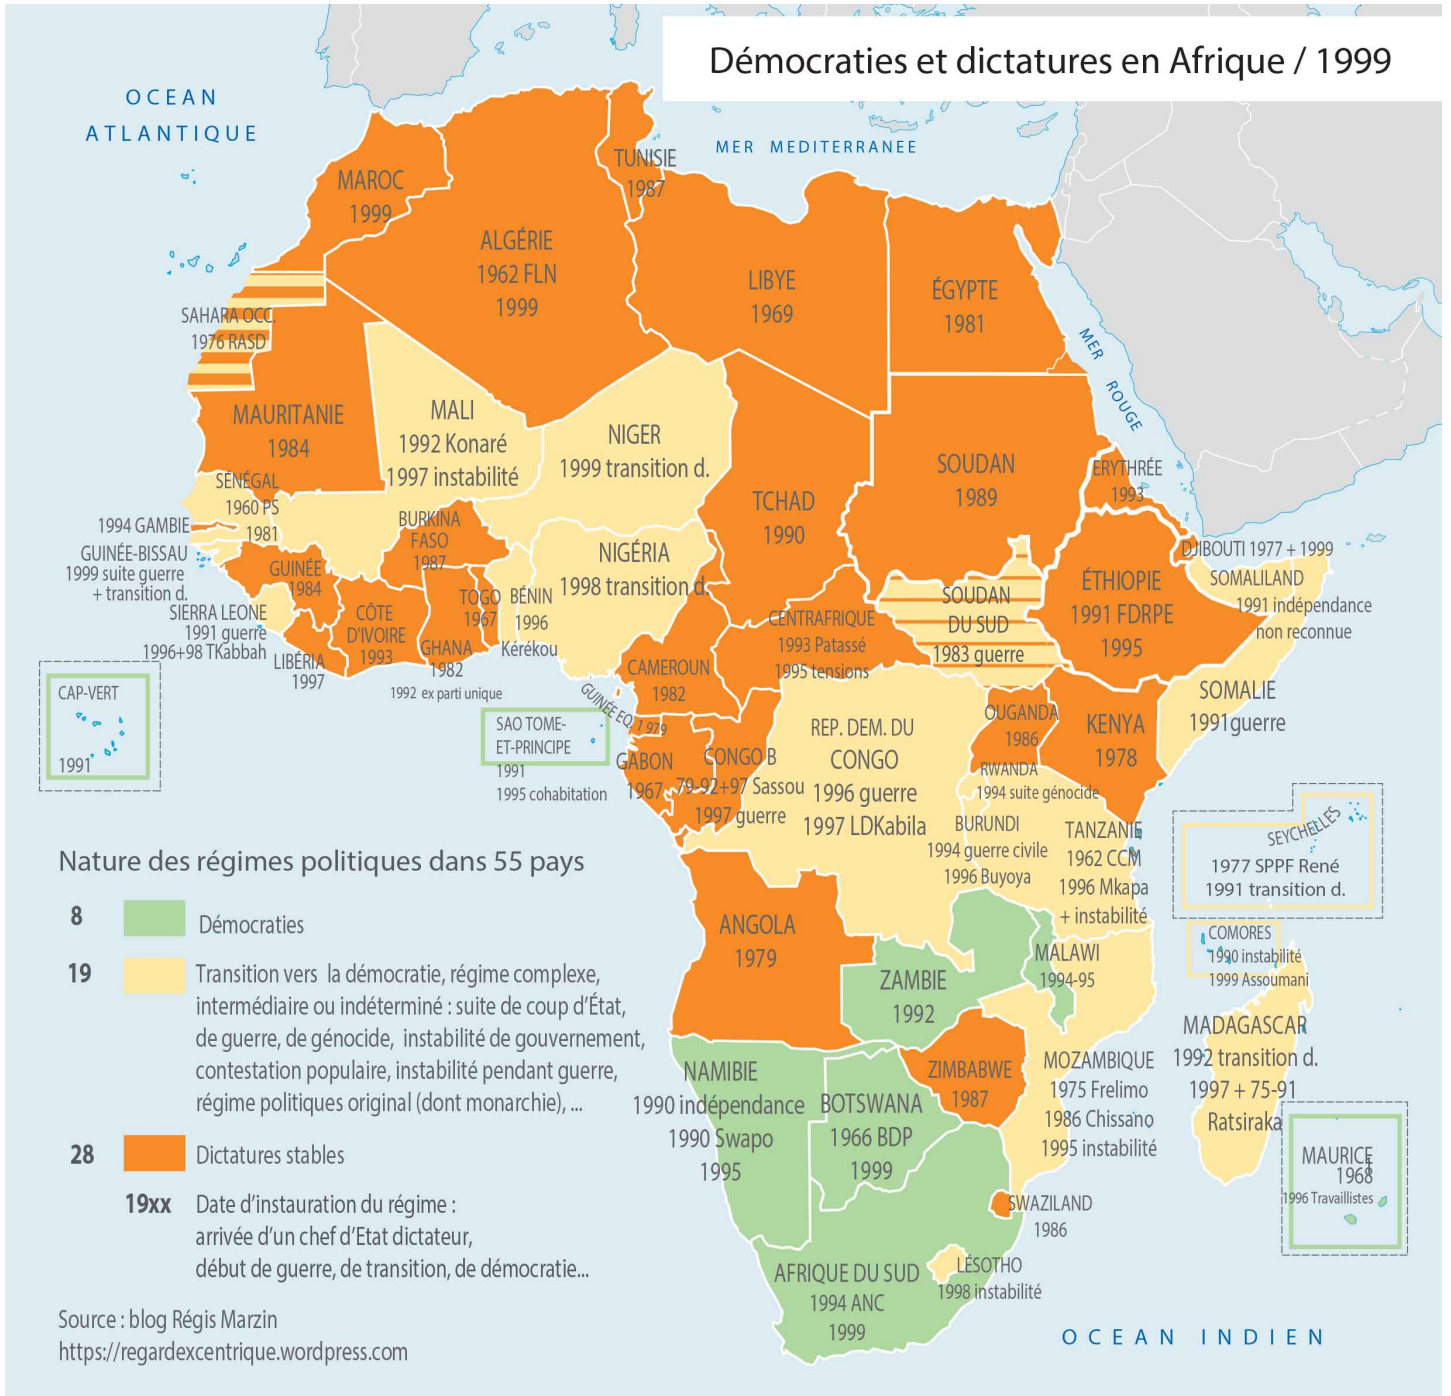 Démocraties et dictatures en Afrique / 1999
OCEAN
ATLANTIQUE
MER MEDITERRANEE
MER ROUGE
MAROC
1999
ALGÉRIE
1962 FLN
1999
TUNISIE
1987
LIBYE
1969
ÉGYPTE
1981
SAHARA OCC.
1976 RASD
MAURITANIE
1984
MALI
1992 Konaré
1997 instabilité
NIGER
1999 transition d.
TCHAD
1990
SOUDAN
1989
ERYTHRÉE
1993
SÉNÉGAL
1960 PS
1981
1994 GAMBIE
GUINÉE-BISSAU
1999 suite guerre
+ transition d.
GUINÉE
1984
SIERRA LEONE
1991 guerre
1996+98 TKabbah
LIBÉRIA
1997
CÔTE
D'IVOIRE
1993
BURKINA
FASO
1987
GHANA
1982
1992 ex parti unique
TOGO
1967
BÉNIN
1996
Kérékou
NIGÉRIA
1998 transition d.
CAMEROUN
1982
CENTRAFRIQUE
1993 Patassé
1995 tensions
SOUDAN
DU SUD
1983 guerre
ÉTHIOPIE
1991 FDRPE
1995
DJIBOUTI 1977 + 1999
SOMALILAND
1991 indépendance
non reconnue
SOMALIE
1991guerre
CAP-VERT
1991
SAO TOME-
ET-PRINCIPE
1991
1995 cohabitation
GUINÉE EQ. 1979
GABON
1967
CONGO B
79-92+97 Sassou
1997 guerre
REP. DEM. DU
CONGO
1996 guerre
1997 LDKabila
OUGANDA
1986
KENYA
1978
RWANDA
1994 suite génocide
BURUNDI
1994 guerre civile
1996 Buyoya
TANZANIE
1962 CCM
1996 Mkapa
+ instabilité
SEYCHELLES
1977 SPPF René
1991 transition d.
COMORES
1990 instabilité
1999 Assoumani
ANGOLA
1979
ZAMBIE
1992
MALAWI
1994-95
MADAGASCAR
1992 transition d.
1997 + 75-91
Ratsiraka
MAURICE
1968
1996 Travaillistes
MOZAMBIQUE
1975 Frelimo
1986 Chissano
1995 instabilité
ZIMBABWE
1987
NAMIBIE
1990 indépendance
1990 Swapo
1995
BOTSWANA
1966 BDP
1999
SWAZILAND
1986
LÉSOTHO
1998 instabilité
AFRIQUE DU SUD
1994 ANC
1999
OCEAN INDIEN
Nature des régimes politiques dans 55 pays
8 Démocraties
19 Transition vers la démocratie, régime complexe,
intermédiaire ou indéterminé : suite de coup d'État,
de guerre, de génocide, instabilité de gouvernement,
contestation populaire, instabilité pendant guerre,
régime politiques original (dont monarchie), ...
28 Dictatures stables
19xx Date d'instauration du régime :
arrivée d'un chef d'Etat dictateur,
début de guerre, de transition, de démocratie...
Source : blog Régis Marzin
https://regardexcentrique.wordpress.com